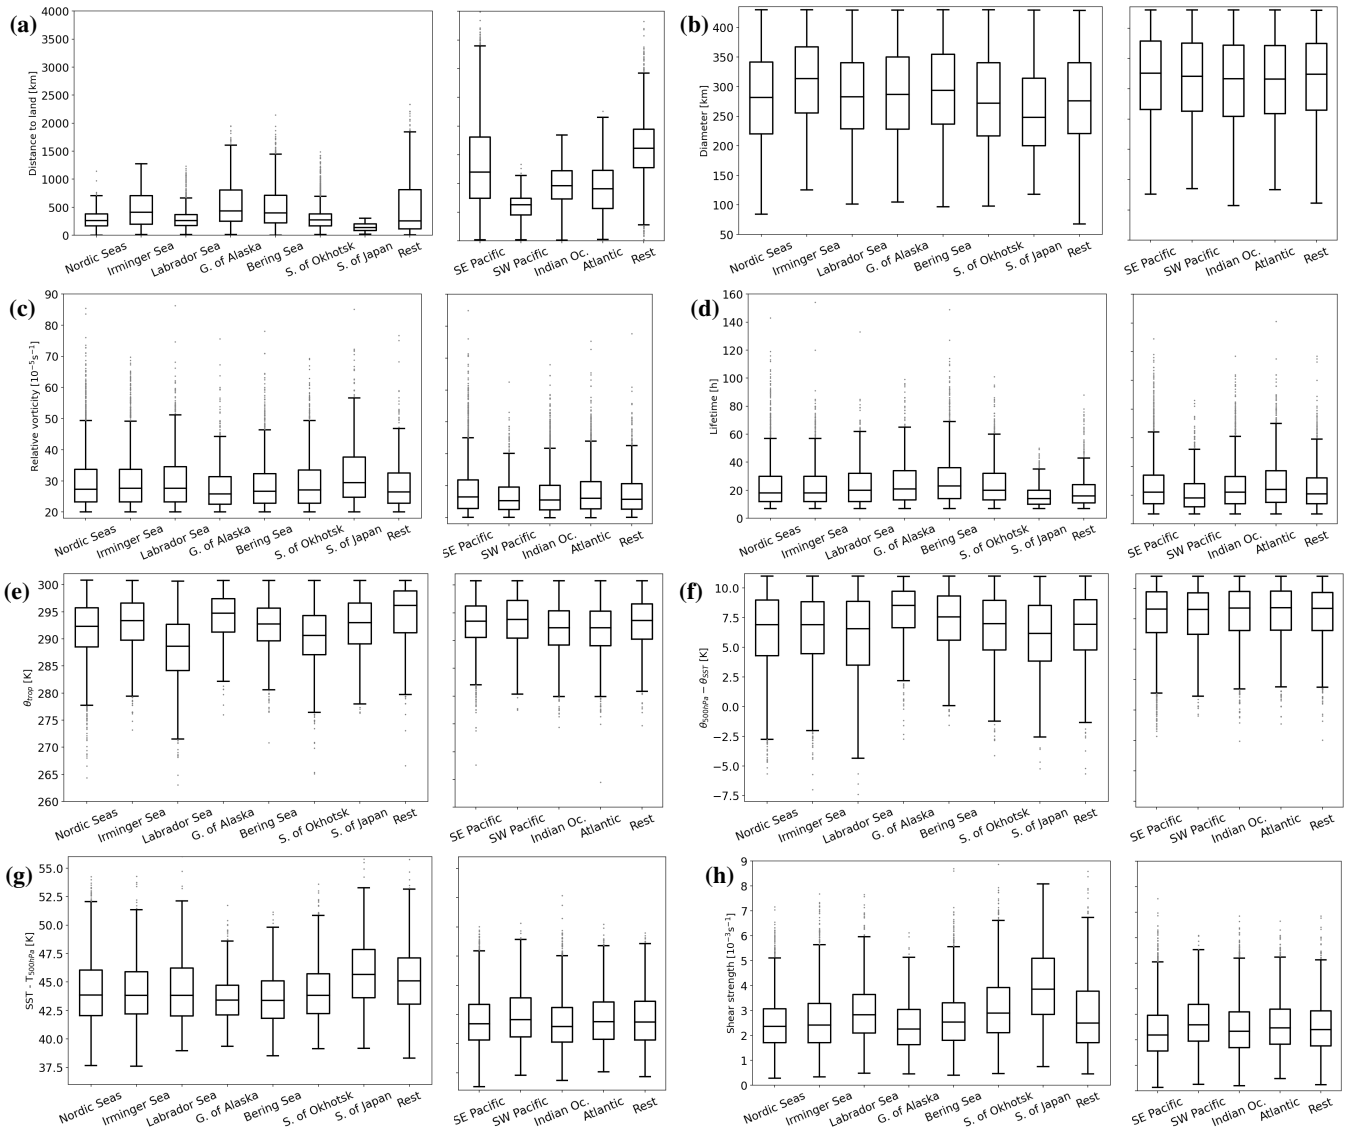 (a)
Distance to land [km]
4000
3500
3000
2500
2000
1500
1000
500
0
Nordic Seas
Irminger Sea
Labrador Sea
G. of Alaska
Bering Sea
S. of Okhotsk
S. of Japan
Rest
SE Pacific
SW Pacific
Indian Oc.
Atlantic
Rest
(b)
Diameter [km]
400
350
300
250
200
150
100
50
Nordic Seas
Irminger Sea
Labrador Sea
G. of Alaska
Bering Sea
S. of Okhotsk
S. of Japan
Rest
SE Pacific
SW Pacific
Indian Oc.
Atlantic
Rest
(c)
Relative vorticity [10⁻⁵s⁻¹]
90
80
70
60
50
40
30
20
Nordic Seas
Irminger Sea
Labrador Sea
G. of Alaska
Bering Sea
S. of Okhotsk
S. of Japan
Rest
SE Pacific
SW Pacific
Indian Oc.
Atlantic
Rest
(d)
Lifetime [h]
160
140
120
100
80
60
40
20
0
Nordic Seas
Irminger Sea
Labrador Sea
G. of Alaska
Bering Sea
S. of Okhotsk
S. of Japan
Rest
SE Pacific
SW Pacific
Indian Oc.
Atlantic
Rest
(e)
θtrop [K]
300
295
290
285
280
275
270
265
260
Nordic Seas
Irminger Sea
Labrador Sea
G. of Alaska
Bering Sea
S. of Okhotsk
S. of Japan
Rest
SE Pacific
SW Pacific
Indian Oc.
Atlantic
Rest
(f)
θ500hPa − θSST [K]
10.0
7.5
5.0
2.5
0.0
−2.5
−5.0
−7.5
Nordic Seas
Irminger Sea
Labrador Sea
G. of Alaska
Bering Sea
S. of Okhotsk
S. of Japan
Rest
SE Pacific
SW Pacific
Indian Oc.
Atlantic
Rest
(g)
SST - T500hPa [K]
55.0
52.5
50.0
47.5
45.0
42.5
40.0
37.5
Nordic Seas
Irminger Sea
Labrador Sea
G. of Alaska
Bering Sea
S. of Okhotsk
S. of Japan
Rest
SE Pacific
SW Pacific
Indian Oc.
Atlantic
Rest
(h)
Shear strength [10⁻³s⁻¹]
9
8
7
6
5
4
3
2
1
0
Nordic Seas
Irminger Sea
Labrador Sea
G. of Alaska
Bering Sea
S. of Okhotsk
S. of Japan
Rest
SE Pacific
SW Pacific
Indian Oc.
Atlantic
Rest